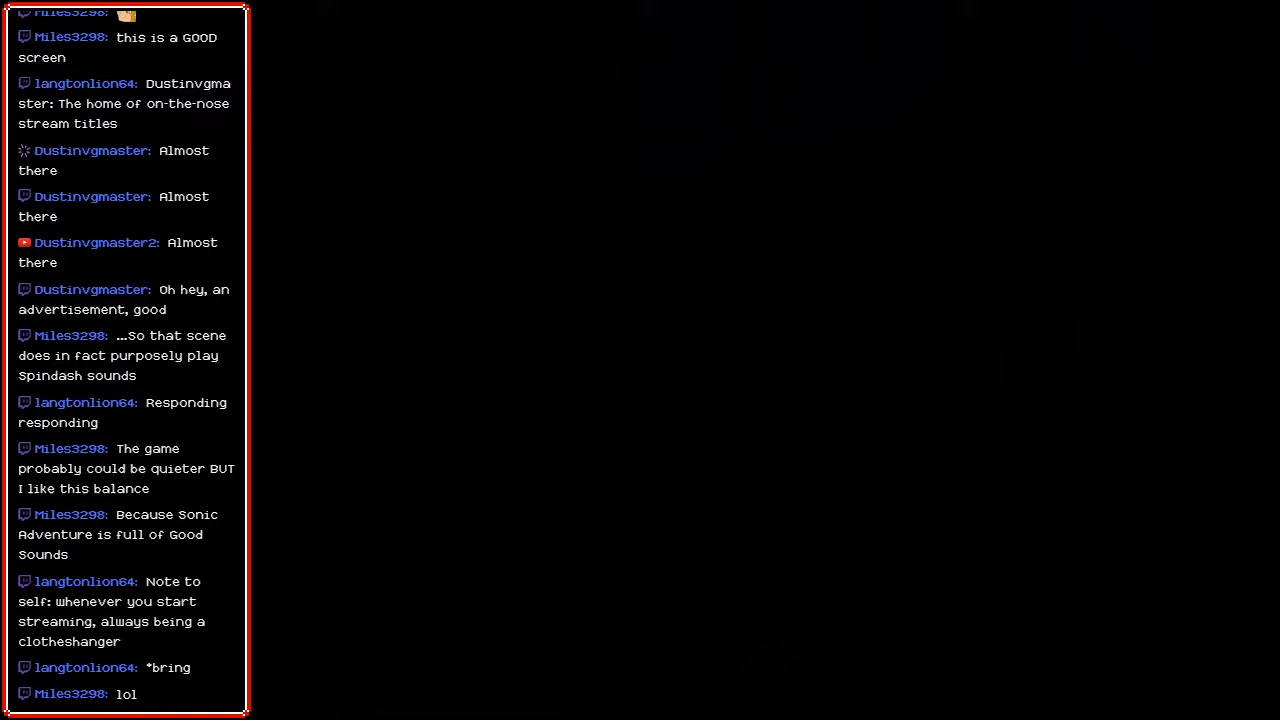 Miles3298:
Miles3298: this is a GOOD
screen
langtonlion64: Dustinvgma
ster: The home of on-the-nose
stream titles
Dustinvgmaster: Almost
there
Dustinvgmaster: Almost
there
Dustinvgmaster2: Almost
there
Dustinvgmaster: Oh hey, an
advertisement, good
Miles3298: ...So that scene
does in fact purposely play
Spindash sounds
langtonlion64: Responding
responding
Miles3298: The game
probably could be quieter BUT
I like this balance
Miles3298: Because Sonic
Adventure is full of Good
Sounds
langtonlion64: Note to
self: whenever you start
streaming, always being a
clotheshanger
langtonlion64: *bring
Miles3298: lol